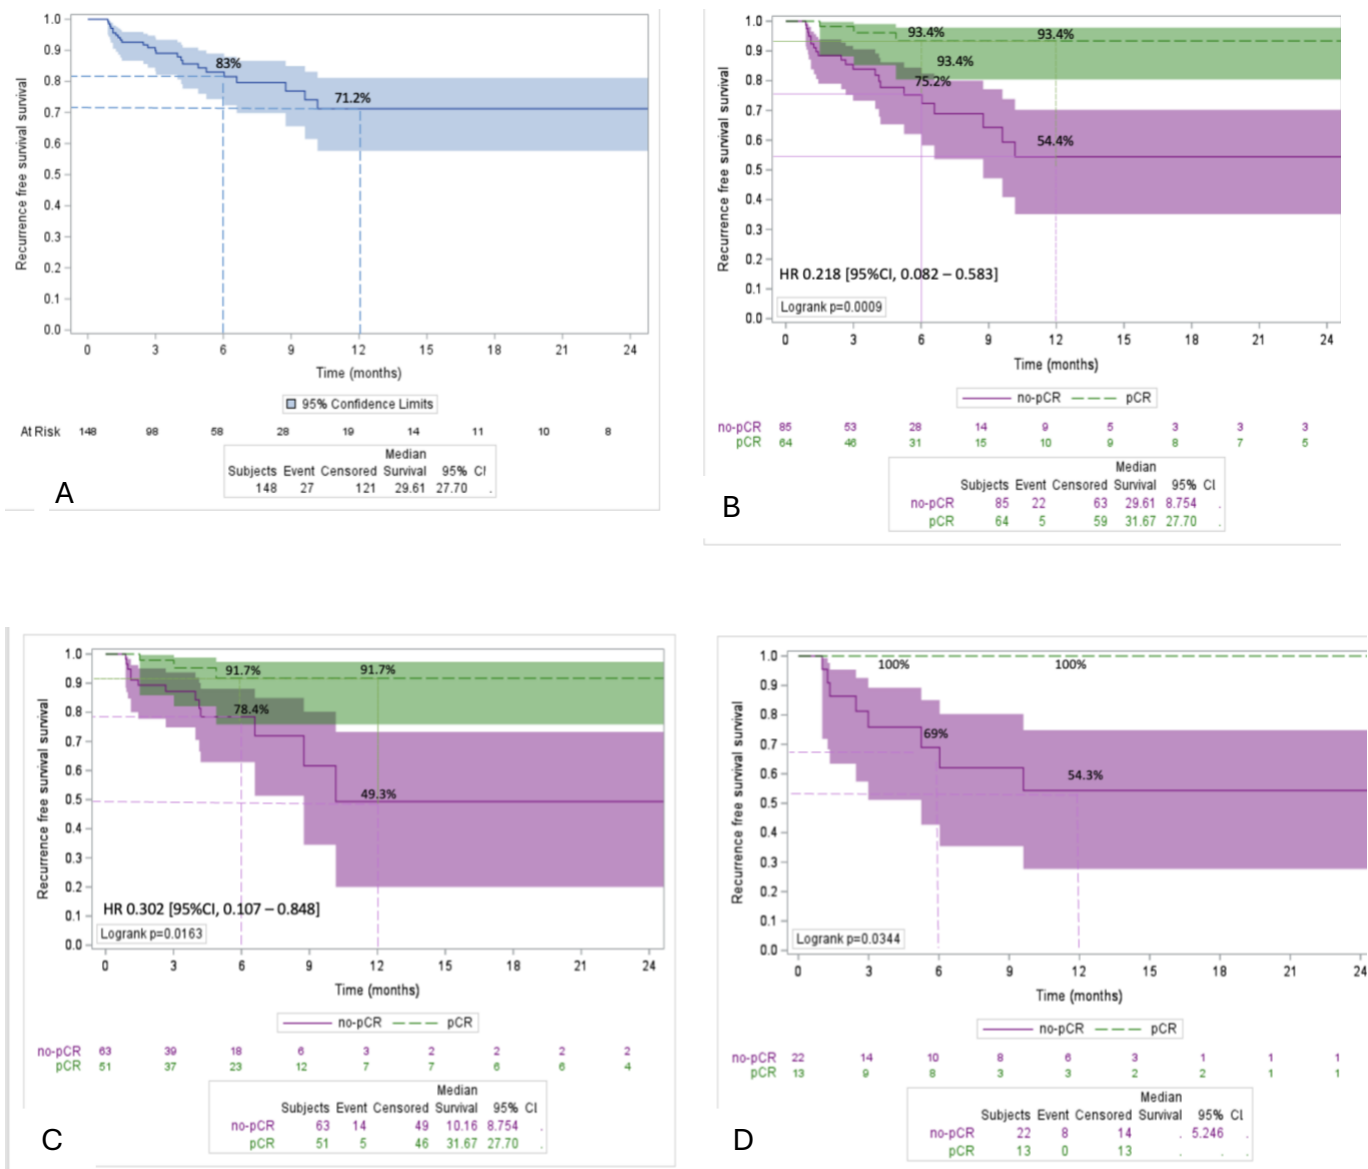 1.0
0.9
0.8
0.7
0.6
0.5
0.4
0.3
0.2
0.1
0.0
Recurrence free survival survival
83%
71.2%
0 3 6 9 12 15 18 21 24
Time (months)
95% Confidence Limits
At Risk 148 98 58 28 19 14 11 10 8
Median
Subjects Event Censored Survival 95% CI
148 27 121 29.61 27.70 .
A
1.0
0.9
0.8
0.7
0.6
0.5
0.4
0.3
0.2
0.1
0.0
Recurrence free survival survival
93.4% 93.4%
93.4%
75.2%
54.4%
HR 0.218 [95%CI, 0.082 – 0.583]
Logrank p=0.0009
0 3 6 9 12 15 18 21 24
Time (months)
no-pCR pCR
no-pCR 85 53 28 14 9 5 3 3 3
pCR 64 46 31 15 10 9 8 7 5
Median
Subjects Event Censored Survival 95% CL
no-pCR 85 22 63 29.61 8.754 .
pCR 64 5 59 31.67 27.70 .
B
1.0
0.9
0.8
0.7
0.6
0.5
0.4
0.3
0.2
0.1
0.0
Recurrence free survival survival
91.7% 91.7%
78.4%
49.3%
HR 0.302 [95%CI, 0.107 – 0.848]
Logrank p=0.0163
0 3 6 9 12 15 18 21 24
Time (months)
no-pCR pCR
no-pCR 63 39 18 6 3 2 2 2 2
pCR 51 37 23 12 7 7 6 6 4
Median
Subjects Event Censored Survival 95% CL
no-pCR 63 14 49 10.16 8.754 .
pCR 51 5 46 31.67 27.70 .
C
1.0
0.9
0.8
0.7
0.6
0.5
0.4
0.3
0.2
0.1
0.0
Recurrence free survival survival
100% 100%
69%
54.3%
Logrank p=0.0344
0 3 6 9 12 15 18 21 24
Time (months)
no-pCR pCR
no-pCR 22 14 10 8 6 3 1 1 1
pCR 13 9 8 3 3 2 2 1 1
Median
Subjects Event Censored Survival 95% CL
no-pCR 22 8 14 . 5.246 .
pCR 13 0 13 . . .
D